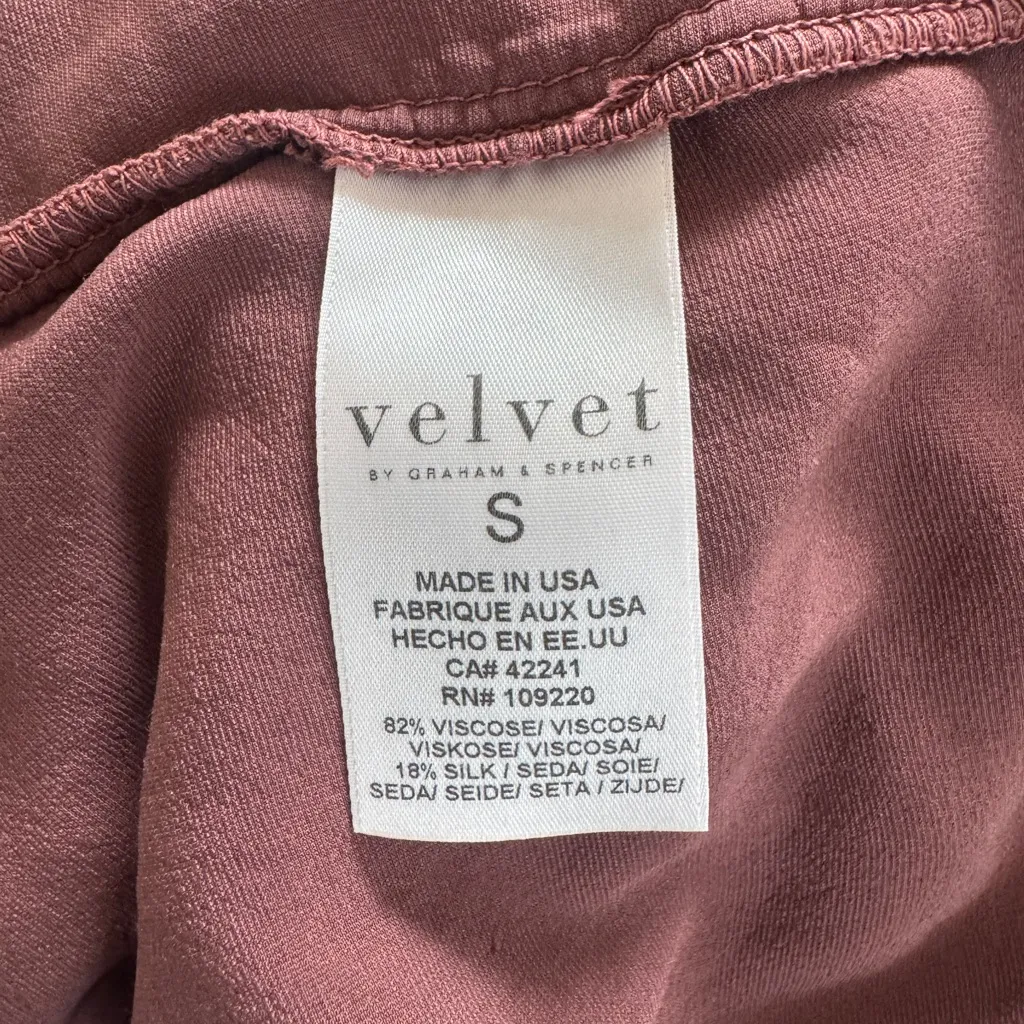 velvet
BY GRAHAM & SPENCER
S
MADE IN USA
FABRIQUE AUX USA
HECHO EN EE.UU
CA# 42241
RN# 109220
82% VISCOSE/ VISCOSA/
VISKOSE/ VISCOSA/
18% SILK / SEDA/ SOIE/
SEDA/ SEIDE/ SETA / ZIJDE/